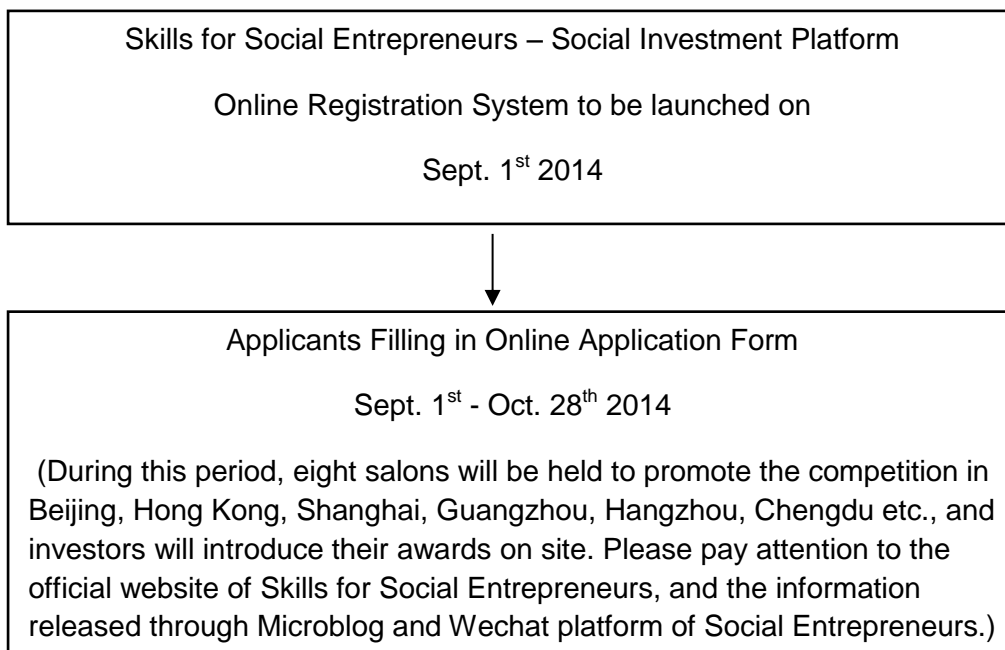 Skills for Social Entrepreneurs – Social Investment Platform
Online Registration System to be launched on
Sept. 1st 2014
Applicants Filling in Online Application Form
Sept. 1st - Oct. 28th 2014
(During this period, eight salons will be held to promote the competition in
Beijing, Hong Kong, Shanghai, Guangzhou, Hangzhou, Chengdu etc., and
investors will introduce their awards on site. Please pay attention to the
official website of Skills for Social Entrepreneurs, and the information
released through Microblog and Wechat platform of Social Entrepreneurs.)